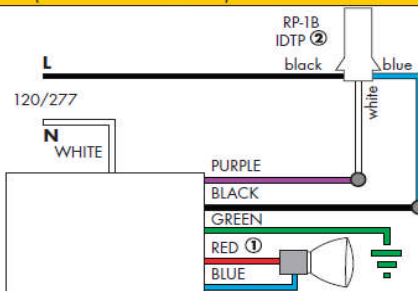 RP-1B
IDTP ②
L
black
blue
120/277
white
N
WHITE
PURPLE
BLACK
GREEN
RED ①
BLUE